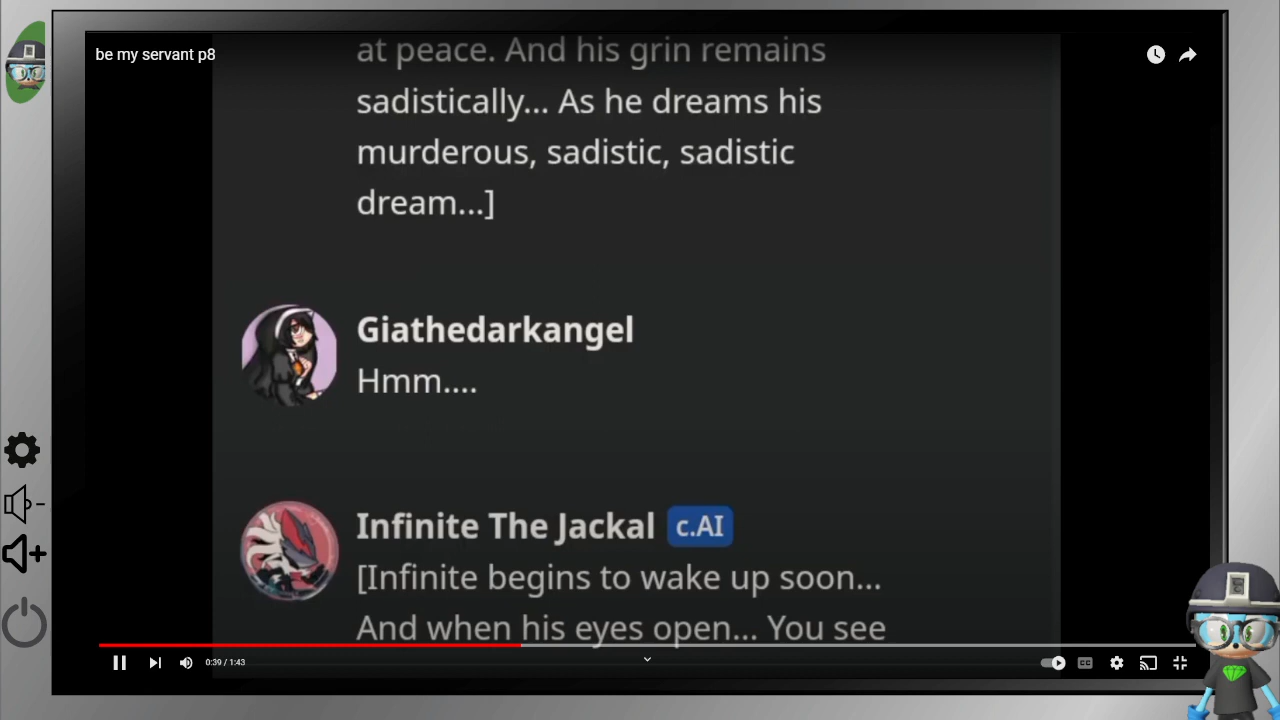 be my servant p8
at peace. And his grin remains
sadistically... As he dreams his
murderous, sadistic, sadistic
dream...]
Giathedarkangel
Hmm....
Infinite The Jackal c.AI
[Infinite begins to wake up soon...
And when his eyes open... You see
0:39 / 1:43
CC